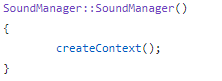 SoundManager::SoundManager()
{
        createContext();
}